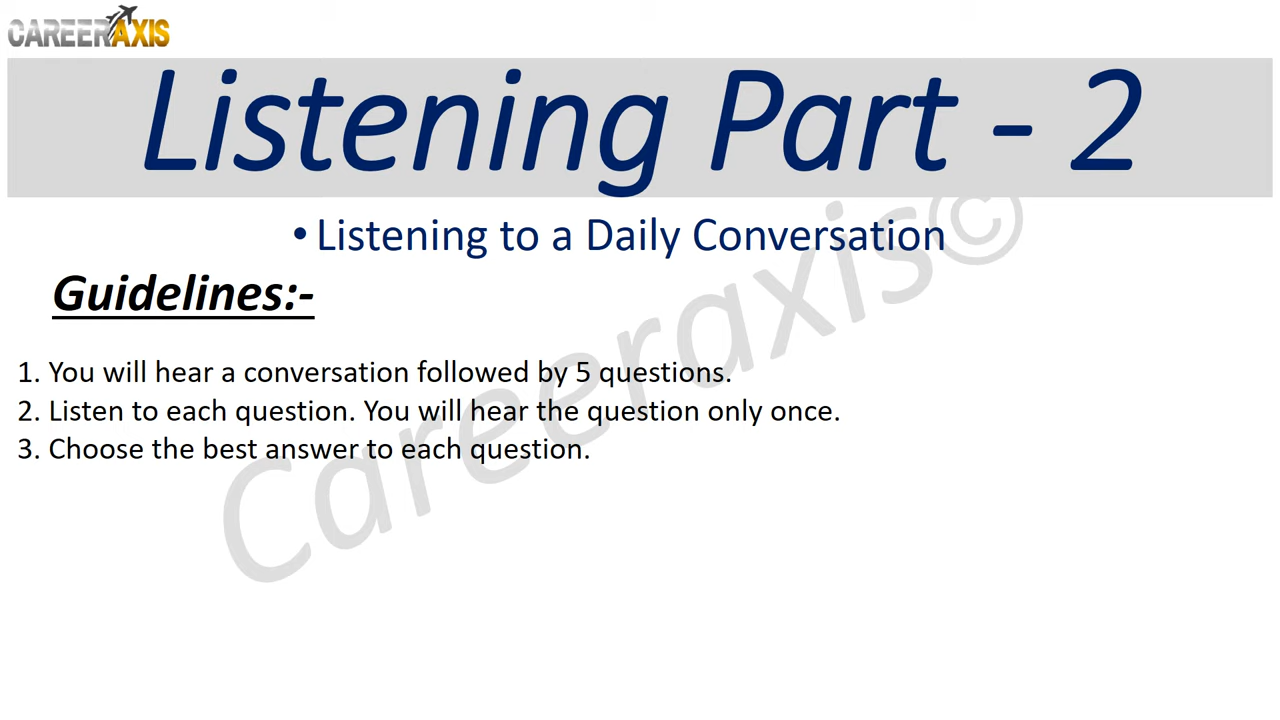 CAREERAXIS
Listening Part - 2
• Listening to a Daily Conversation
Guidelines:-
1. You will hear a conversation followed by 5 questions.
2. Listen to each question. You will hear the question only once.
3. Choose the best answer to each question.
Careeraxis©